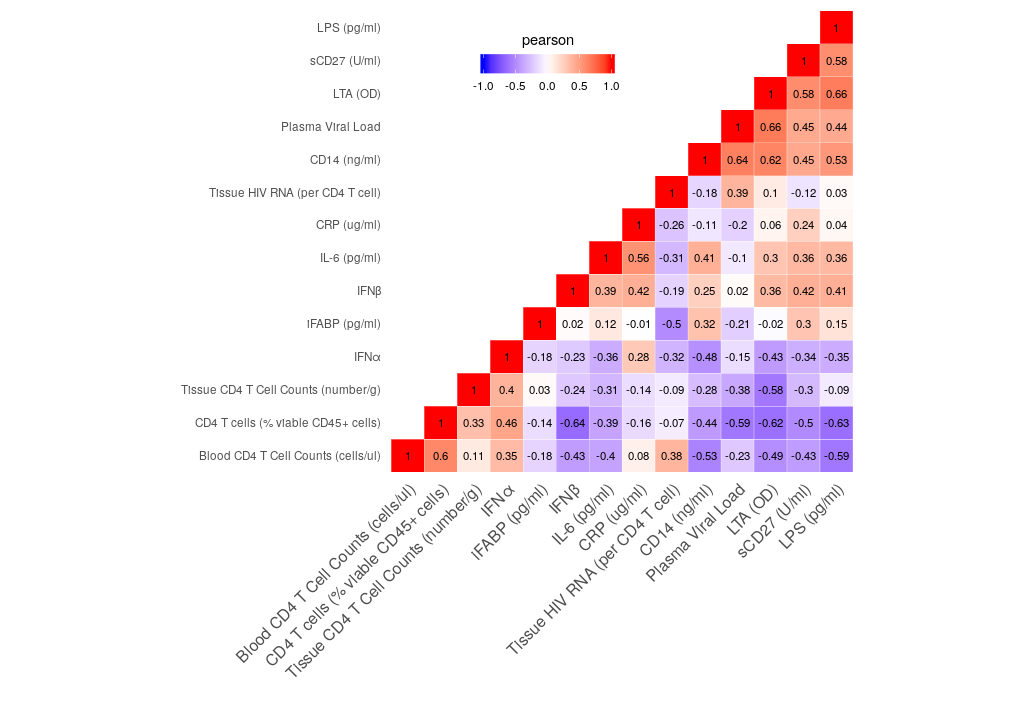 LPS (pg/ml) 1
pearson
sCD27 (U/ml) 1 0.58
-1.0 -0.5 0.0 0.5 1.0
LTA (OD) 1 0.58 0.66
Plasma Viral Load 1 0.66 0.45 0.44
CD14 (ng/ml) 1 0.64 0.62 0.45 0.53
Tissue HIV RNA (per CD4 T cell) 1 -0.18 0.39 0.1 -0.12 0.03
CRP (ug/ml) 1 -0.26 -0.11 -0.2 0.06 0.24 0.04
IL-6 (pg/ml) 1 0.56 -0.31 0.41 -0.1 0.3 0.36 0.36
IFNβ 1 0.39 0.42 -0.19 0.25 0.02 0.36 0.42 0.41
iFABP (pg/ml) 1 0.02 0.12 -0.01 -0.5 0.32 -0.21 -0.02 0.3 0.15
IFNα 1 -0.18 -0.23 -0.36 0.28 -0.32 -0.48 -0.15 -0.43 -0.34 -0.35
Tissue CD4 T Cell Counts (number/g) 1 0.4 0.03 -0.24 -0.31 -0.14 -0.09 -0.28 -0.38 -0.58 -0.3 -0.09
CD4 T cells (% viable CD45+ cells) 1 0.33 0.46 -0.14 -0.64 -0.39 -0.16 -0.07 -0.44 -0.59 -0.62 -0.5 -0.63
Blood CD4 T Cell Counts (cells/ul) 1 0.6 0.11 0.35 -0.18 -0.43 -0.4 0.08 0.38 -0.53 -0.23 -0.49 -0.43 -0.59
Blood CD4 T Cell Counts (cells/ul)
CD4 T cells (% viable CD45+ cells)
Tissue CD4 T Cell Counts (number/g)
IFNα
iFABP (pg/ml)
IFNβ
IL-6 (pg/ml)
CRP (ug/ml)
Tissue HIV RNA (per CD4 T cell)
CD14 (ng/ml)
Plasma Viral Load
LTA (OD)
sCD27 (U/ml)
LPS (pg/ml)